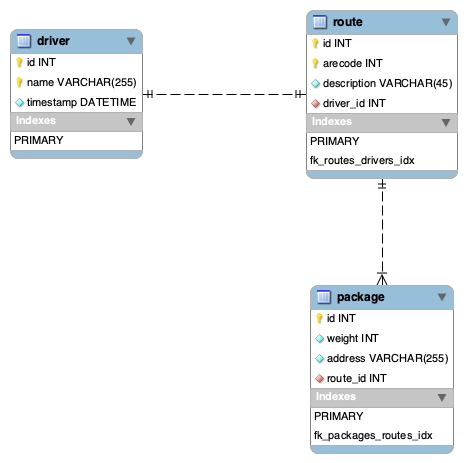 driver
id INT
name VARCHAR(255)
timestamp DATETIME
Indexes
PRIMARY
route
id INT
arecode INT
description VARCHAR(45)
driver_id INT
Indexes
PRIMARY
fk_routes_drivers_idx
package
id INT
weight INT
address VARCHAR(255)
route_id INT
Indexes
PRIMARY
fk_packages_routes_idx